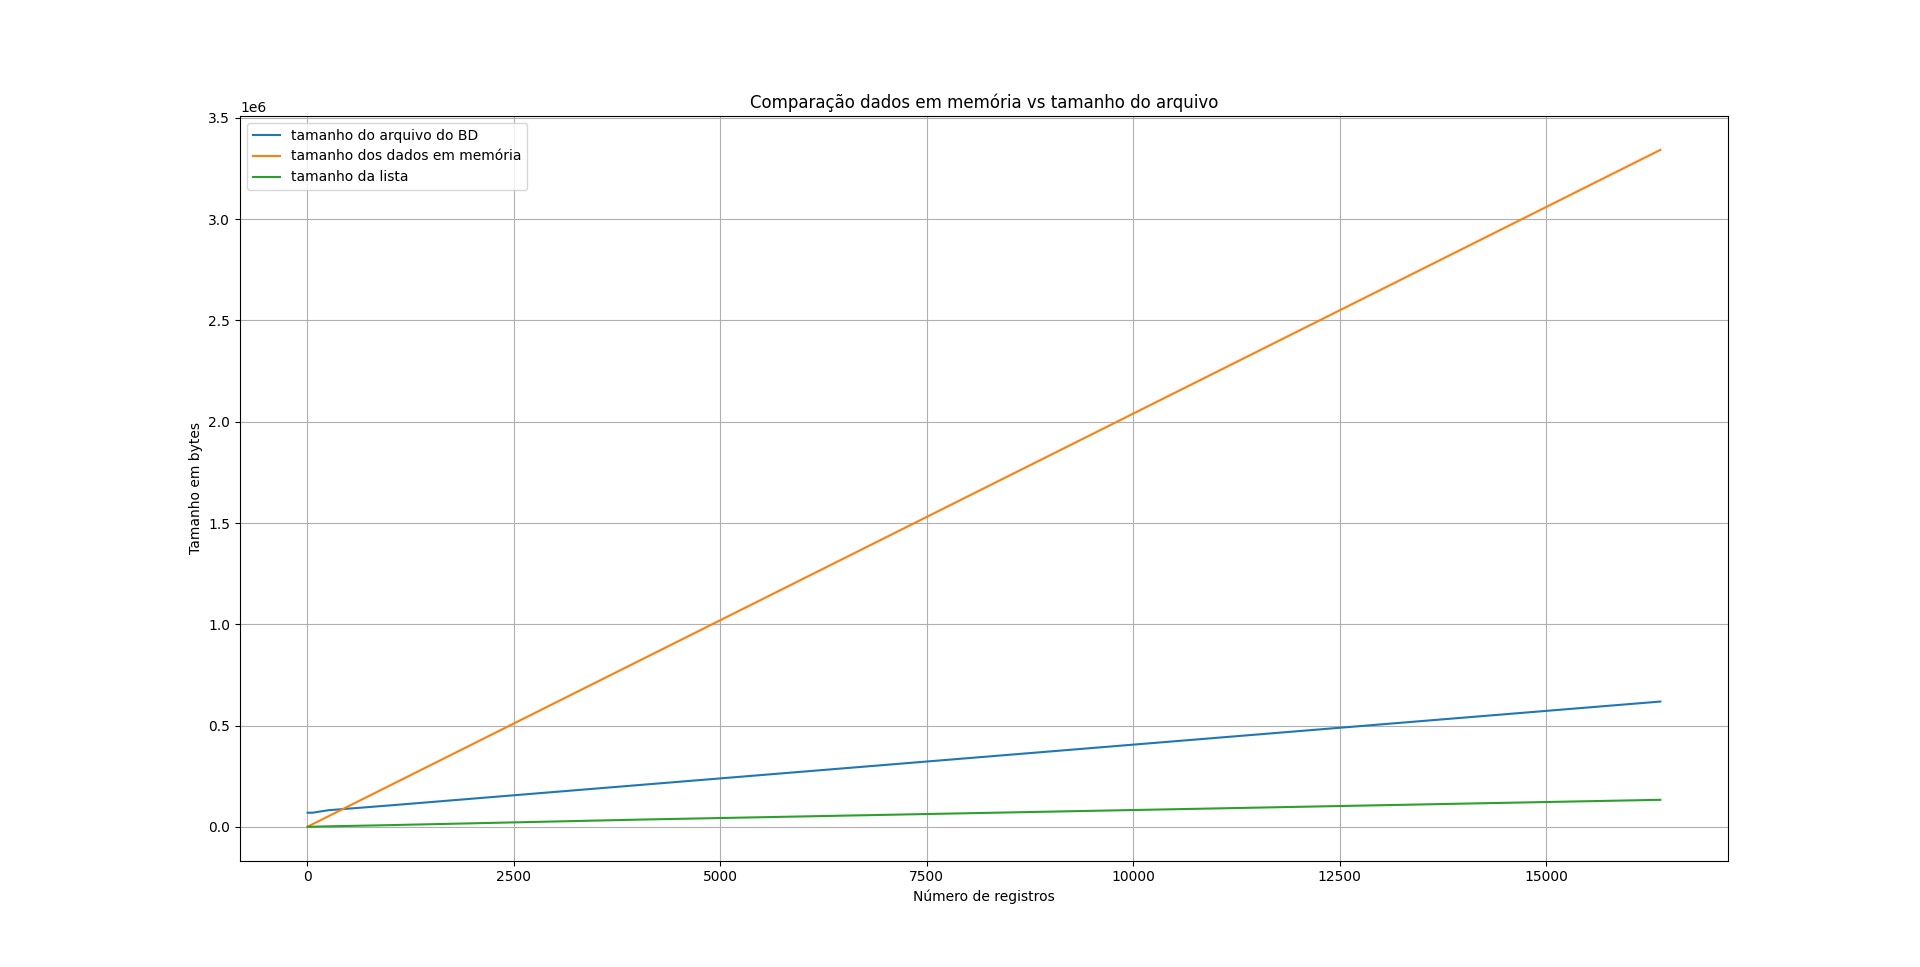 Comparação dados em memória vs tamanho do arquivo
1e6
3.5
tamanho do arquivo do BD
tamanho dos dados em memória
tamanho da lista
3.0
2.5
2.0
1.5
1.0
0.5
0.0
Tamanho em bytes
0 2500 5000 7500 10000 12500 15000
Número de registros